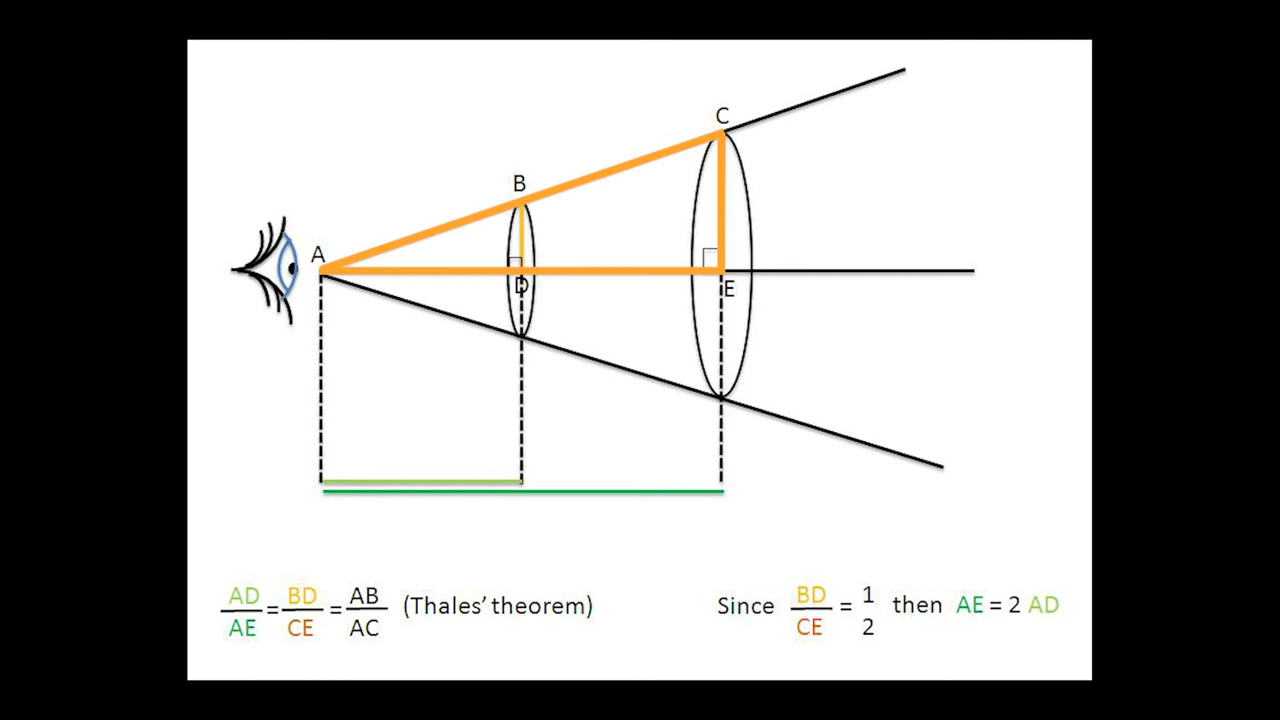 C
B
A
D
E
AD/AE = BD/CE = AB/AC (Thales’ theorem)
Since BD/CE = 1/2 then AE = 2 AD